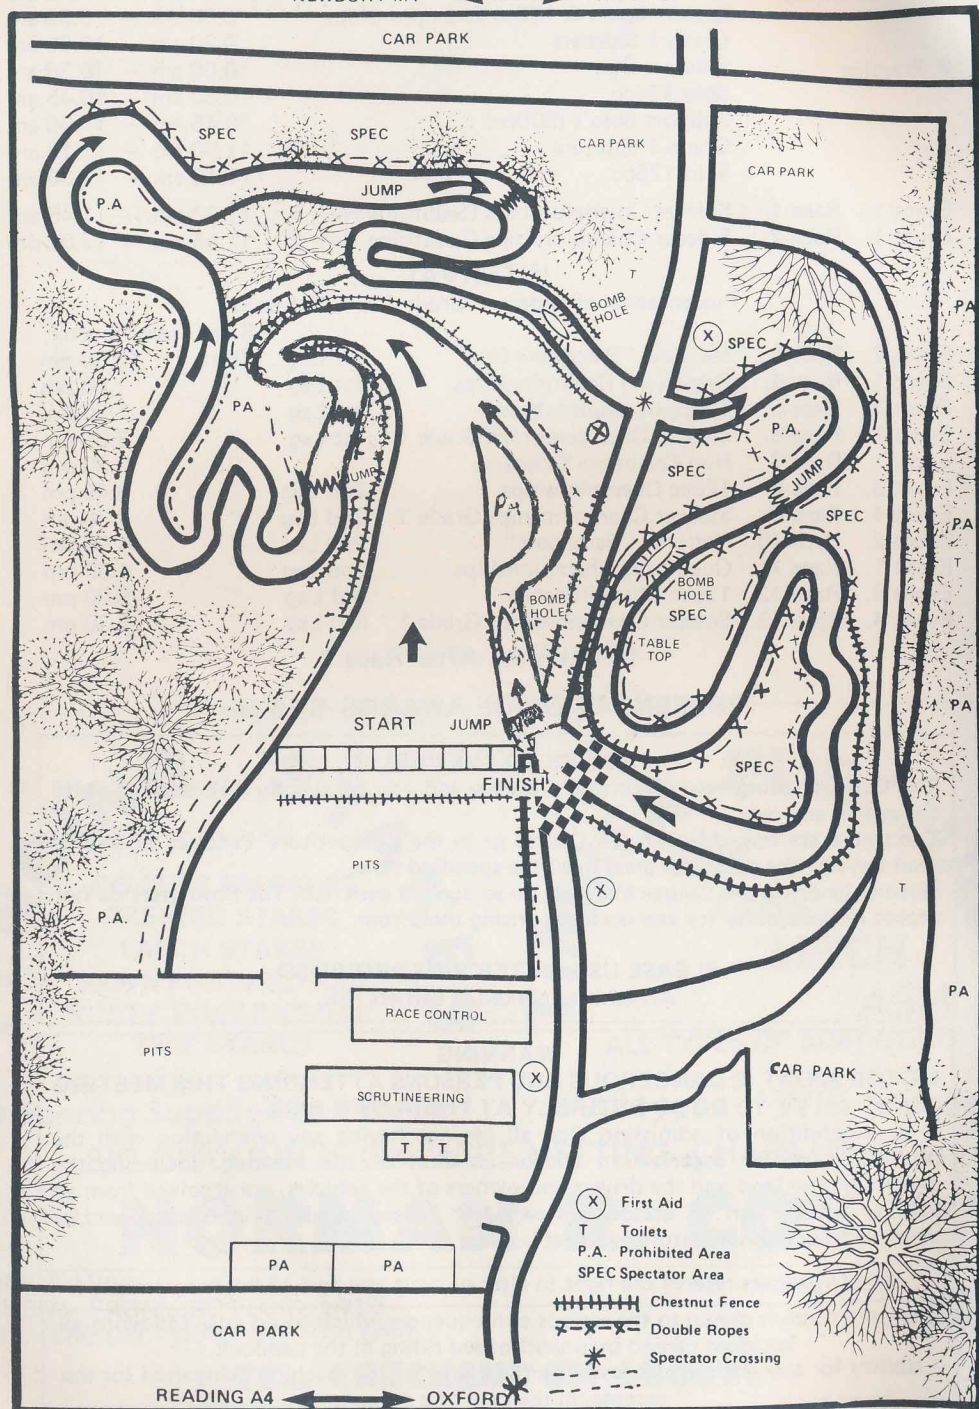 CAR PARK
SPEC
SPEC
CAR PARK
CAR PARK
P.A.
JUMP
T
PA
BOMB
HOLE
X
SPEC
PA
P.A.
SPEC
JUMP
SPEC
JUMP
P.A.
PA
T
P.A.
BOMB
HOLE
SPEC
BOMB
HOLE
TABLE
TOP
PA
PA
START
JUMP
SPEC
FINISH
PITS
X
T
P.A.
PA
RACE CONTROL
PITS
CAR PARK
SCRUTINEERING
X
T T
X First Aid
T Toilets
P.A. Prohibited Area
SPEC Spectator Area
Chestnut Fence
Double Ropes
Spectator Crossing
PA PA
CAR PARK
READING A4 OXFORD